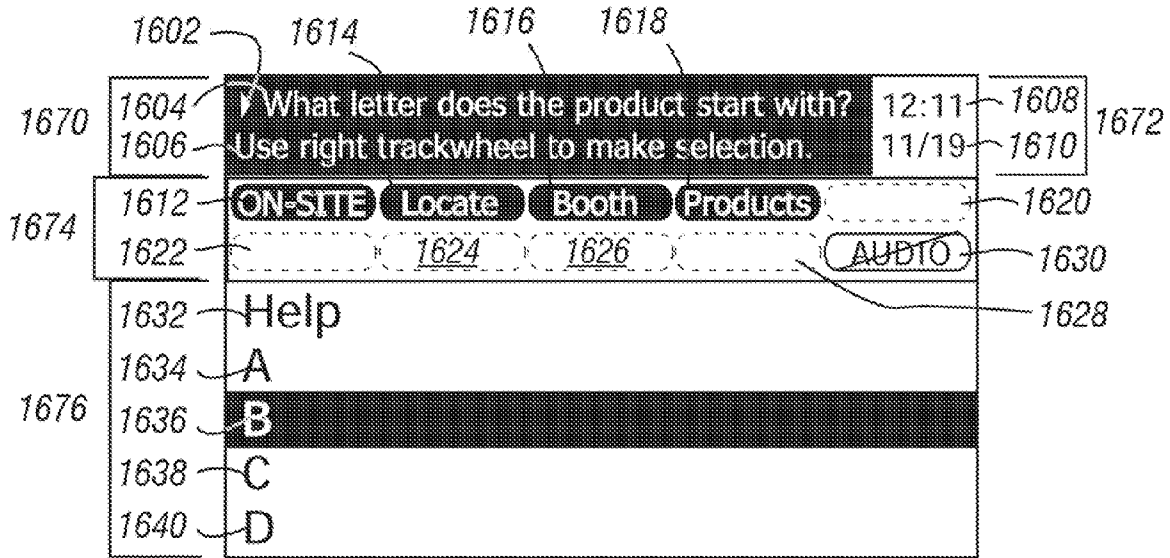 1602 1614 1616 1618
1670 1604 What letter does the product start with? 12:11 1608 1672
1606 Use right trackwheel to make selection. 11/19 1610
1674 1612 ON-SITE Locate Booth Products 1620
1622 1624 1626 AUDIO 1630
1632 Help 1628
1634 A
1676 1636 B
1638 C
1640 D